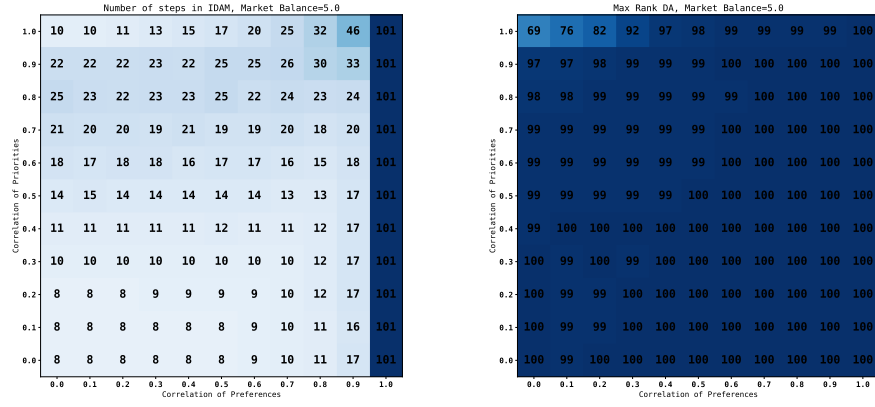 Number of steps in IDAM, Market Balance=5.0
1.0 10 10 11 13 15 17 20 25 32 46 101
0.9 22 22 22 23 22 25 25 26 30 33 101
0.8 25 23 22 23 23 25 22 24 23 24 101
0.7 21 20 20 19 21 19 19 20 18 20 101
0.6 18 17 18 18 16 17 17 16 15 18 101
0.5 14 15 14 14 14 14 14 13 13 17 101
0.4 11 11 11 11 11 12 11 11 12 17 101
0.3 10 10 10 10 10 10 10 10 12 17 101
0.2 8 8 8 9 9 9 9 10 12 17 101
0.1 8 8 8 8 8 8 9 10 11 16 101
0.0 8 8 8 8 8 8 9 10 11 17 101
0.0 0.1 0.2 0.3 0.4 0.5 0.6 0.7 0.8 0.9 1.0
Correlation of Preferences
Correlation of Priorities
Max Rank DA, Market Balance=5.0
1.0 69 76 82 92 97 98 99 99 99 99 100
0.9 97 97 98 99 99 99 100 100 100 100 100
0.8 98 98 99 99 99 99 99 100 100 100 100
0.7 99 99 99 99 99 99 100 100 100 100 100
0.6 99 99 99 99 99 99 100 100 100 100 100
0.5 99 99 99 99 99 100 100 100 100 100 100
0.4 99 100 100 100 100 100 100 100 100 100 100
0.3 100 99 100 99 100 100 100 100 100 100 100
0.2 100 99 99 100 100 100 100 100 100 100 100
0.1 100 99 99 100 100 100 100 100 100 100 100
0.0 100 99 100 100 100 100 100 100 100 100 100
0.0 0.1 0.2 0.3 0.4 0.5 0.6 0.7 0.8 0.9 1.0
Correlation of Preferences
Correlation of Priorities